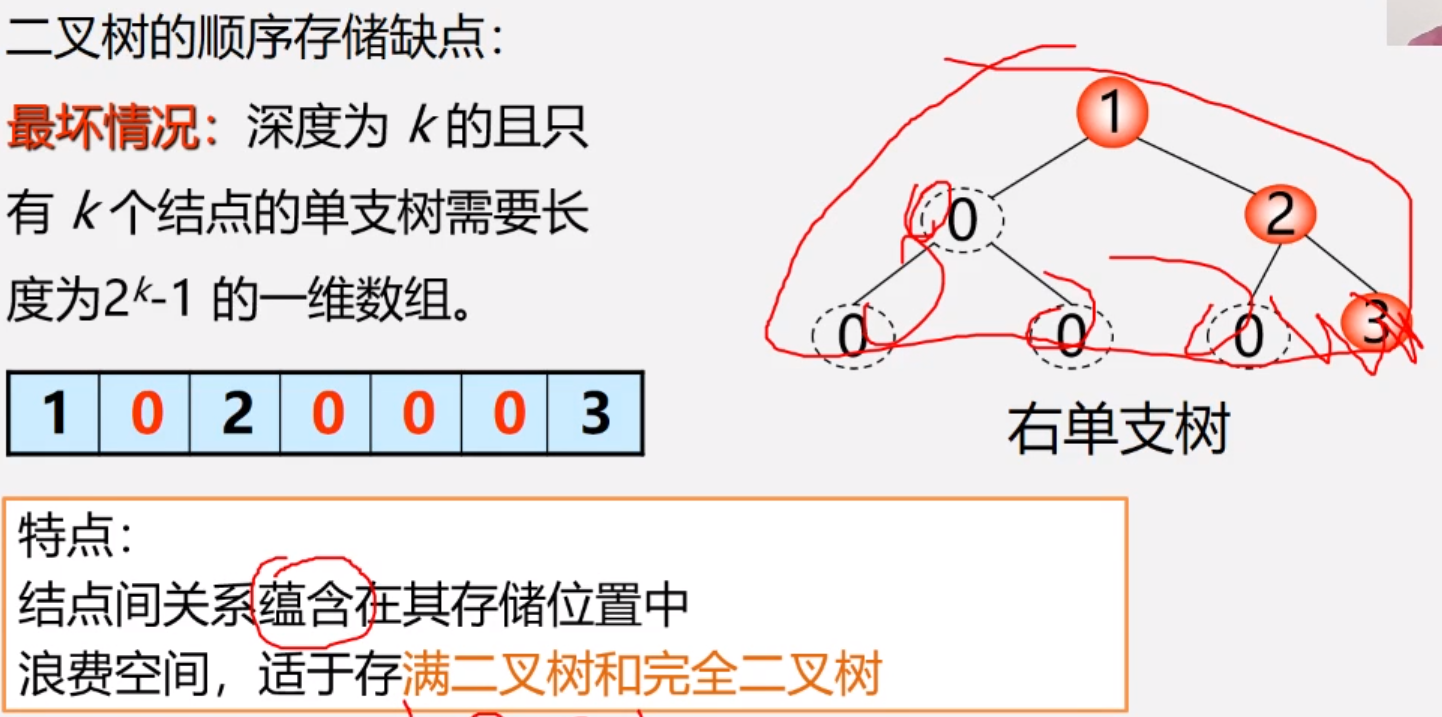 二叉树的顺序存储缺点：
最坏情况：深度为 k 的且只
有 k 个结点的单支树需要长
度为2ᵏ-1 的一维数组。
1 0 2 0 0 0 3
1
0 2
0 0 0 3
右单支树
特点：
结点间关系蕴含在其存储位置中
浪费空间，适于存满二叉树和完全二叉树